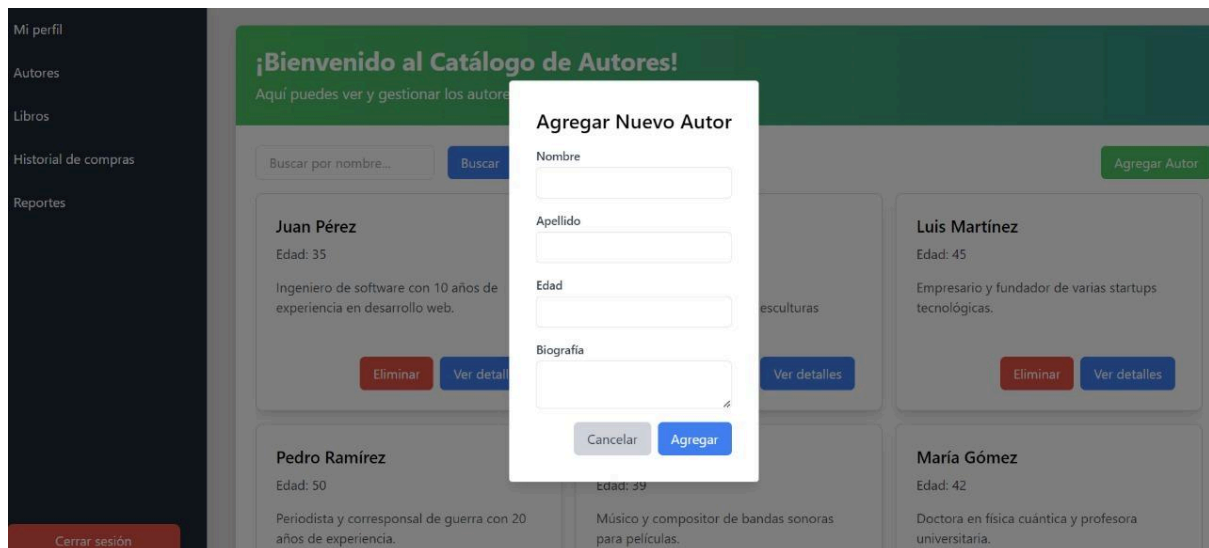 Mi perfil
Autores
Libros
Historial de compras
Reportes
Cerrar sesión
¡Bienvenido al Catálogo de Autores!
Aquí puedes ver y gestionar los autore
Buscar por nombre...
Buscar
Agregar Autor
Juan Pérez
Edad: 35
Ingeniero de software con 10 años de
experiencia en desarrollo web.
Eliminar
Ver detall
esculturas
Ver detalles
Luis Martínez
Edad: 45
Empresario y fundador de varias startups
tecnológicas.
Eliminar
Ver detalles
Pedro Ramírez
Edad: 50
Periodista y corresponsal de guerra con 20
años de experiencia.
Edad: 39
Músico y compositor de bandas sonoras
para películas.
María Gómez
Edad: 42
Doctora en física cuántica y profesora
universitaria.
Agregar Nuevo Autor
Nombre
Apellido
Edad
Biografía
Cancelar
Agregar